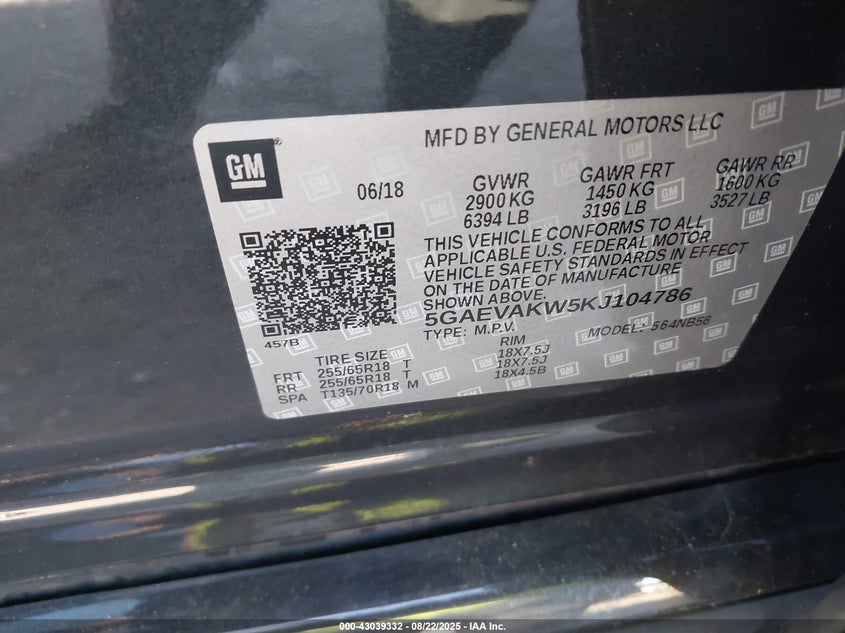 GM
MFD BY GENERAL MOTORS LLC
06/18
GVWR
2900 KG
6394 LB
GAWR FRT
1450 KG
3196 LB
GAWR RR
1600 KG
3527 LB
THIS VEHICLE CONFORMS TO ALL
APPLICABLE U.S. FEDERAL MOTOR
VEHICLE SAFETY STANDARDS IN EFFECT
ON THE DATE OF MANUFACTURE
SHOWN ABOVE.
5GAEVAKW5KJ104786
TYPE: M.P.V. MODEL: 564NB56
457B
TIRE SIZE RIM
FRT 255/65R18 T 18X7.5J
RR 255/65R18 T 18X7.5J
SPA T135/70R18 M 18X4.5B
000-43039332 - 08/22/2025 - IAA Inc.